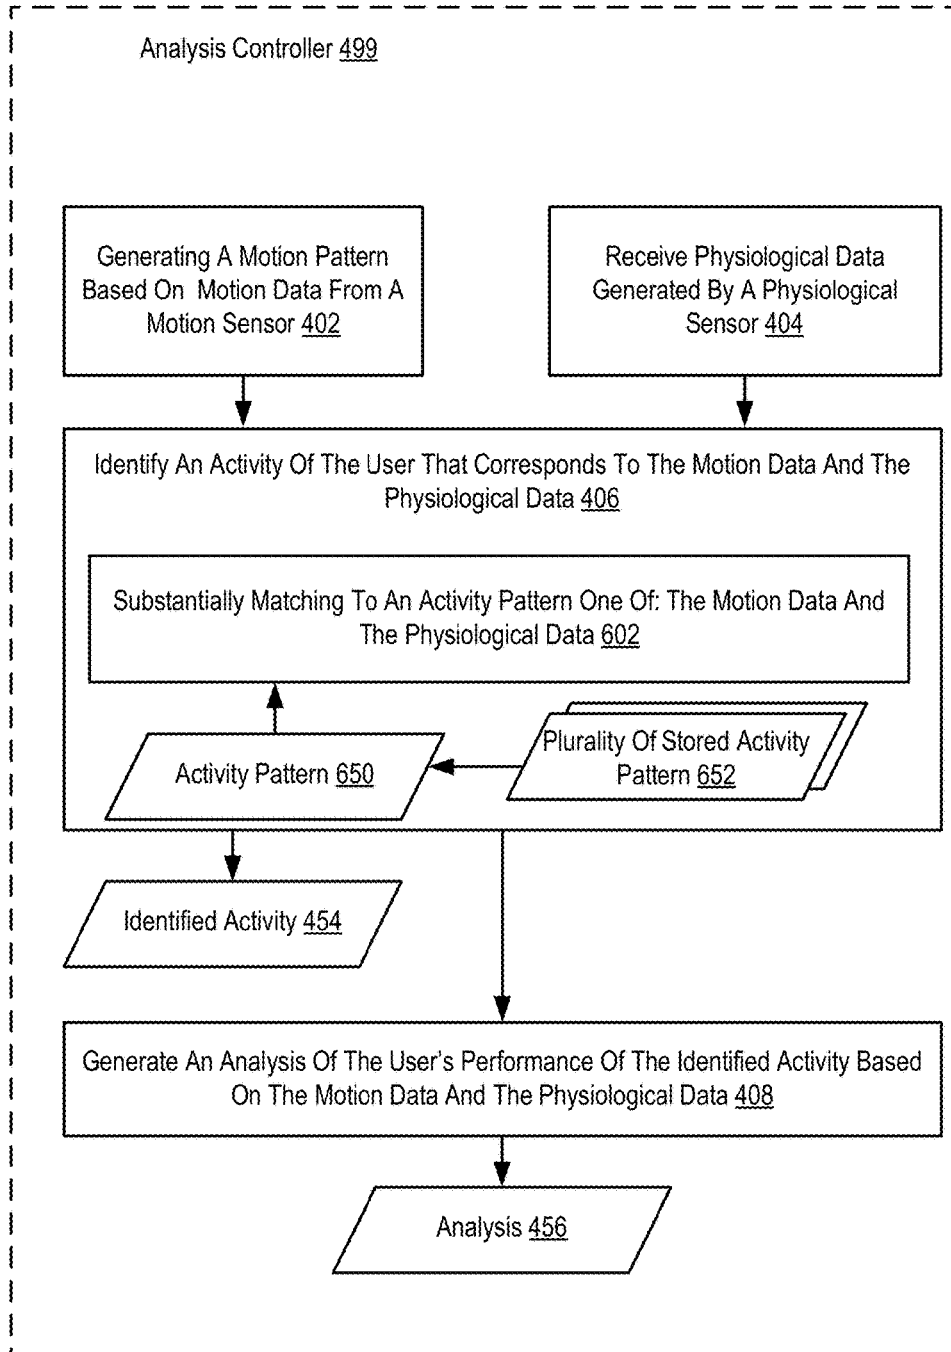 Analysis Controller 499
Generating A Motion Pattern
Based On Motion Data From A
Motion Sensor 402
Receive Physiological Data
Generated By A Physiological
Sensor 404
Identify An Activity Of The User That Corresponds To The Motion Data And The
Physiological Data 406
Substantially Matching To An Activity Pattern One Of: The Motion Data And
The Physiological Data 602
Activity Pattern 650
Plurality Of Stored Activity
Pattern 652
Identified Activity 454
Generate An Analysis Of The User's Performance Of The Identified Activity Based
On The Motion Data And The Physiological Data 408
Analysis 456